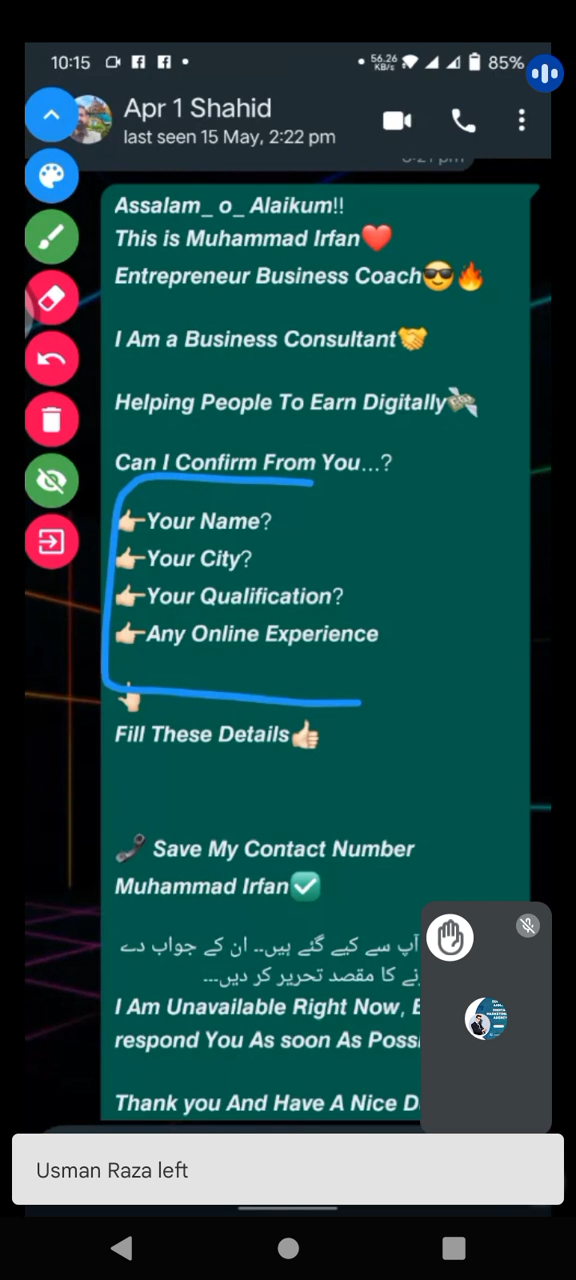 10:15
56.26
KB/s
85%
Apr 1 Shahid
last seen 15 May, 2:22 pm
Assalam_ o_ Alaikum!!
This is Muhammad Irfan❤️
Entrepreneur Business Coach😎🔥
I Am a Business Consultant🤝
Helping People To Earn Digitally💸
Can I Confirm From You...?
👉🏻Your Name?
👉🏻Your City?
👉🏻Your Qualification?
👉🏻Any Online Experience
👆🏻
Fill These Details👍🏻
📞 Save My Contact Number
Muhammad Irfan✅
آپ سے کیے گئے ہیں.. ان کے جواب دے
کا مقصد تحریر کر دیں...
I Am Unavailable Right Now,
respond You As soon As
Thank you And Have A Nice
Usman Raza left